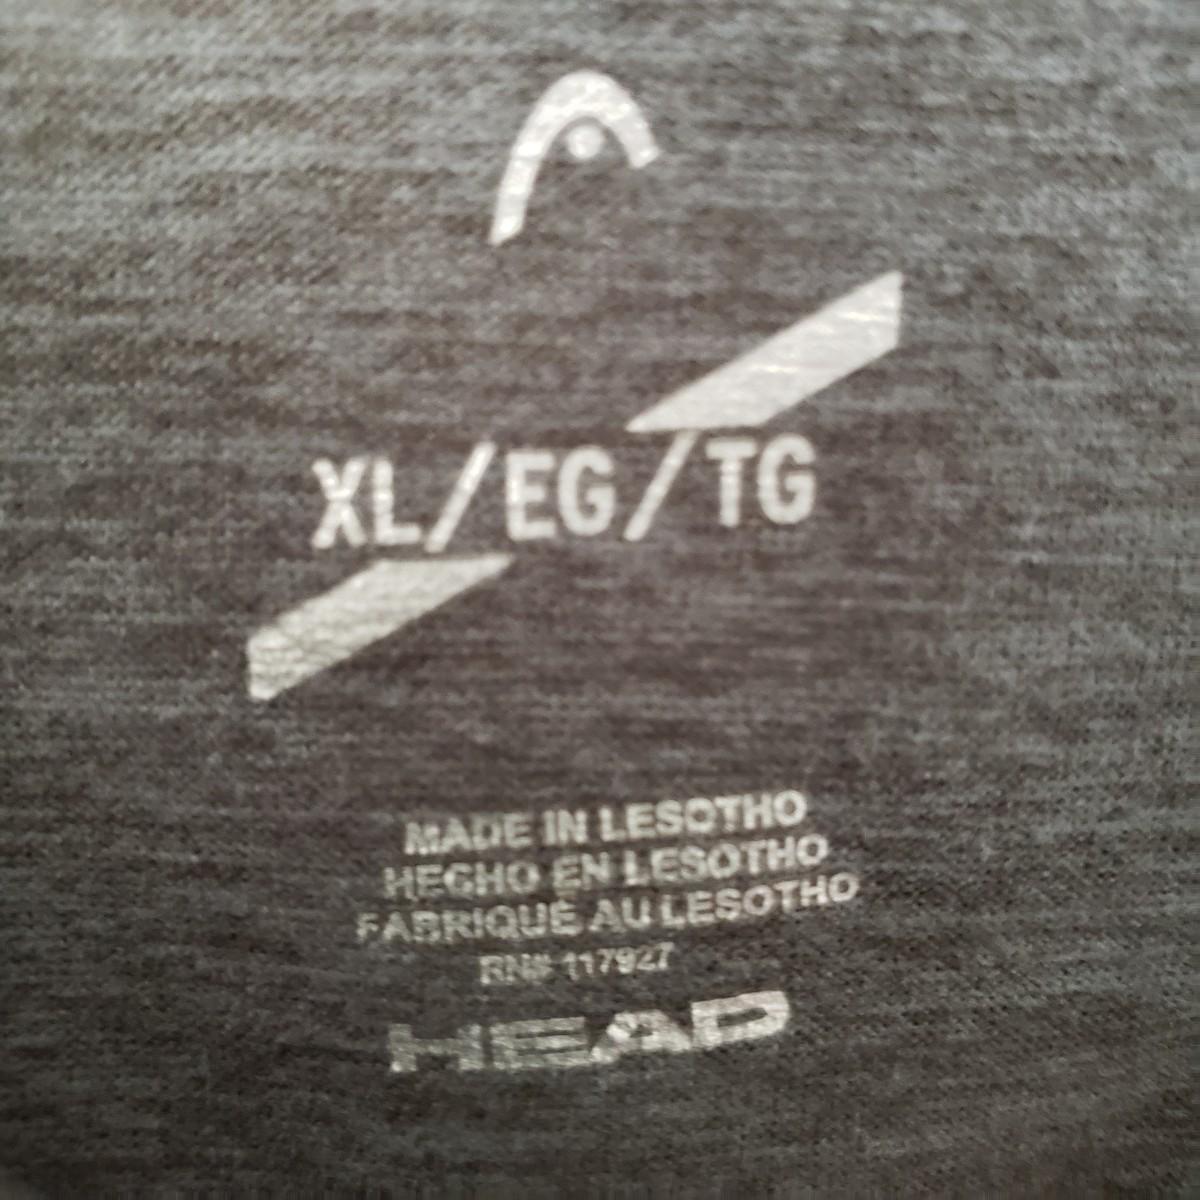 XL/EG/TG
MADE IN LESOTHO
HECHO EN LESOTHO
FABRIQUÉ AU LESOTHO
RN# 117927
HEAD